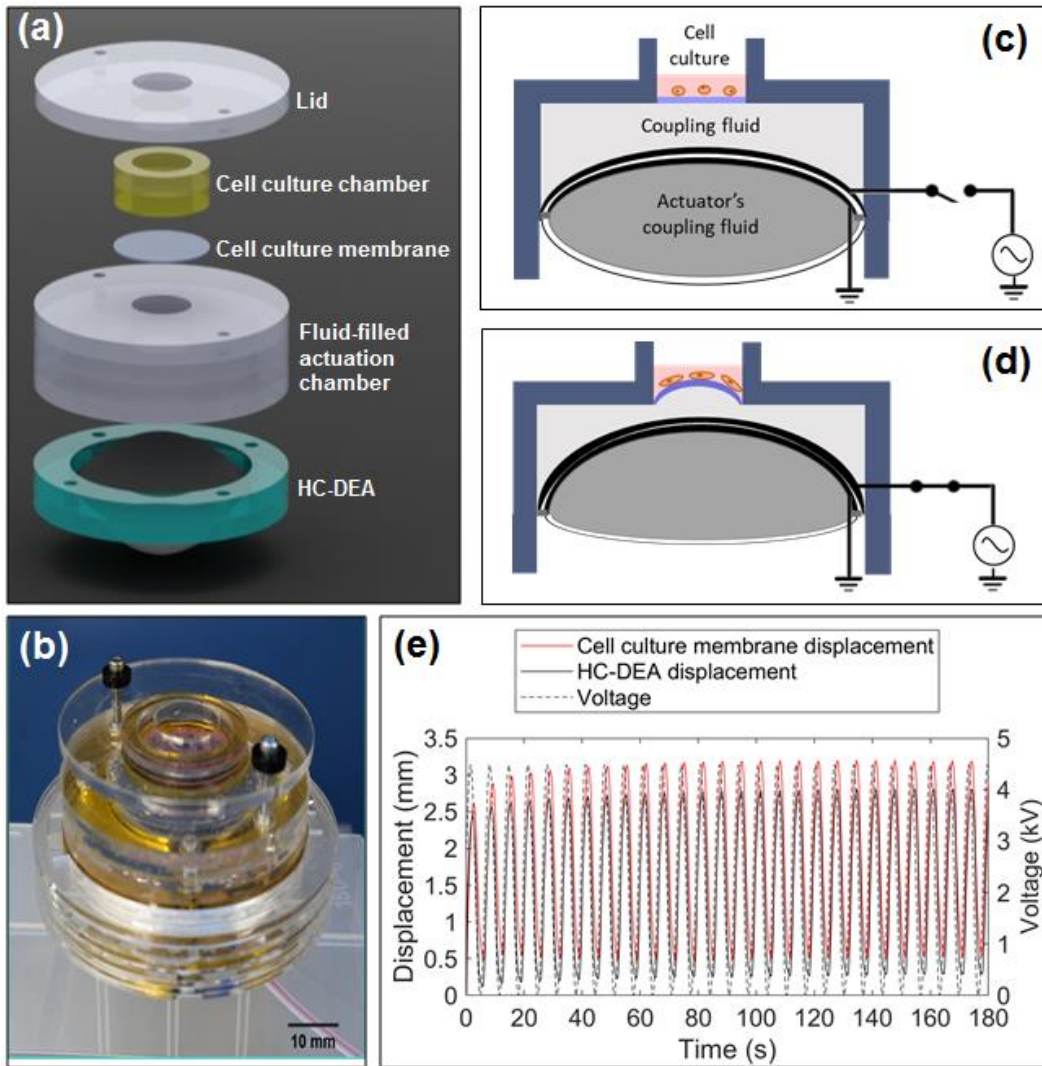 (a)
Lid
Cell culture chamber
Cell culture membrane
Fluid-filled
actuation
chamber
HC-DEA
(b)
10 mm
(c)
Cell
culture
Coupling fluid
Actuator's
coupling fluid
(d)
(e)
Cell culture membrane displacement
HC-DEA displacement
Voltage
Displacement (mm)
3.5
3
2.5
2
1.5
1
0.5
0
Voltage (kV)
5
4
3
2
1
0
0 20 40 60 80 100 120 140 160 180
Time (s)